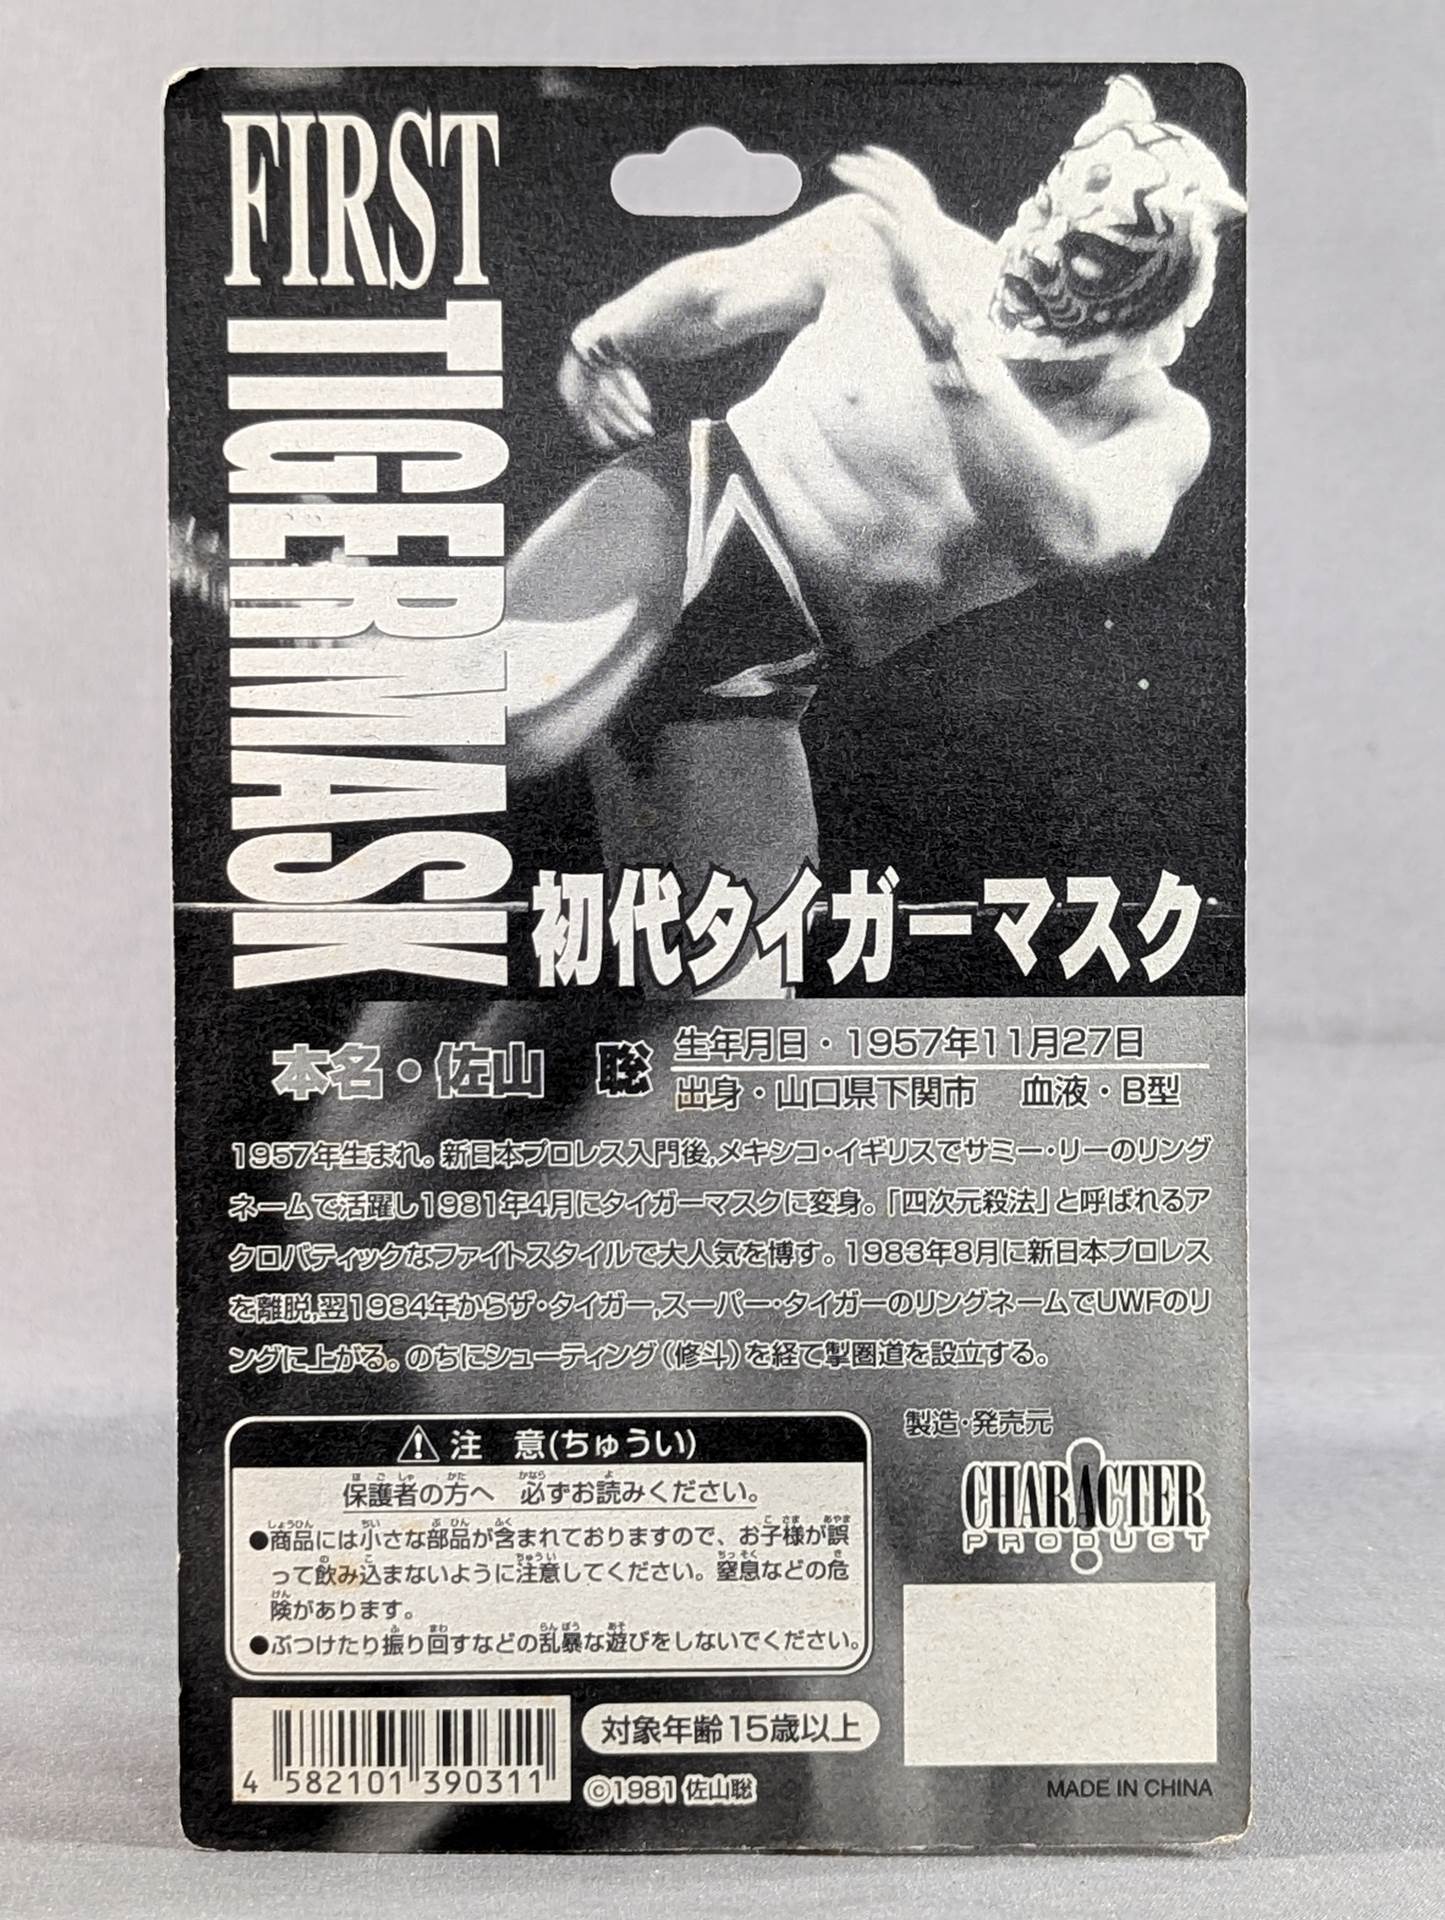 FIRST
TIGERMASK
初代タイガーマスク
本名・佐山 聡
生年月日・1957年11月27日
出身・山口県下関市 血液・B型
1957年生まれ。新日本プロレス入門後,メキシコ・イギリスでサミー・リーのリング
ネームで活躍し1981年4月にタイガーマスクに変身。「四次元殺法」と呼ばれるア
クロバティックなファイトスタイルで大人気を博す。1983年8月に新日本プロレス
を離脱,翌1984年からザ・タイガー,スーパー・タイガーのリングネームでUWFのリ
ングに上がる。のちにシューティング(修斗)を経て掣圏道を設立する。
注 意(ちゅうい)
保護者の方へ 必ずお読みください。
●商品には小さな部品が含まれておりますので、お子様が誤
って飲み込まないように注意してください。窒息などの危
険があります。
●ぶつけたり振り回すなどの乱暴な遊びをしないでください。
製造・発売元
CHARACTER
PRODUCT
4 582101 390311
対象年齢15歳以上
©1981 佐山聡
MADE IN CHINA